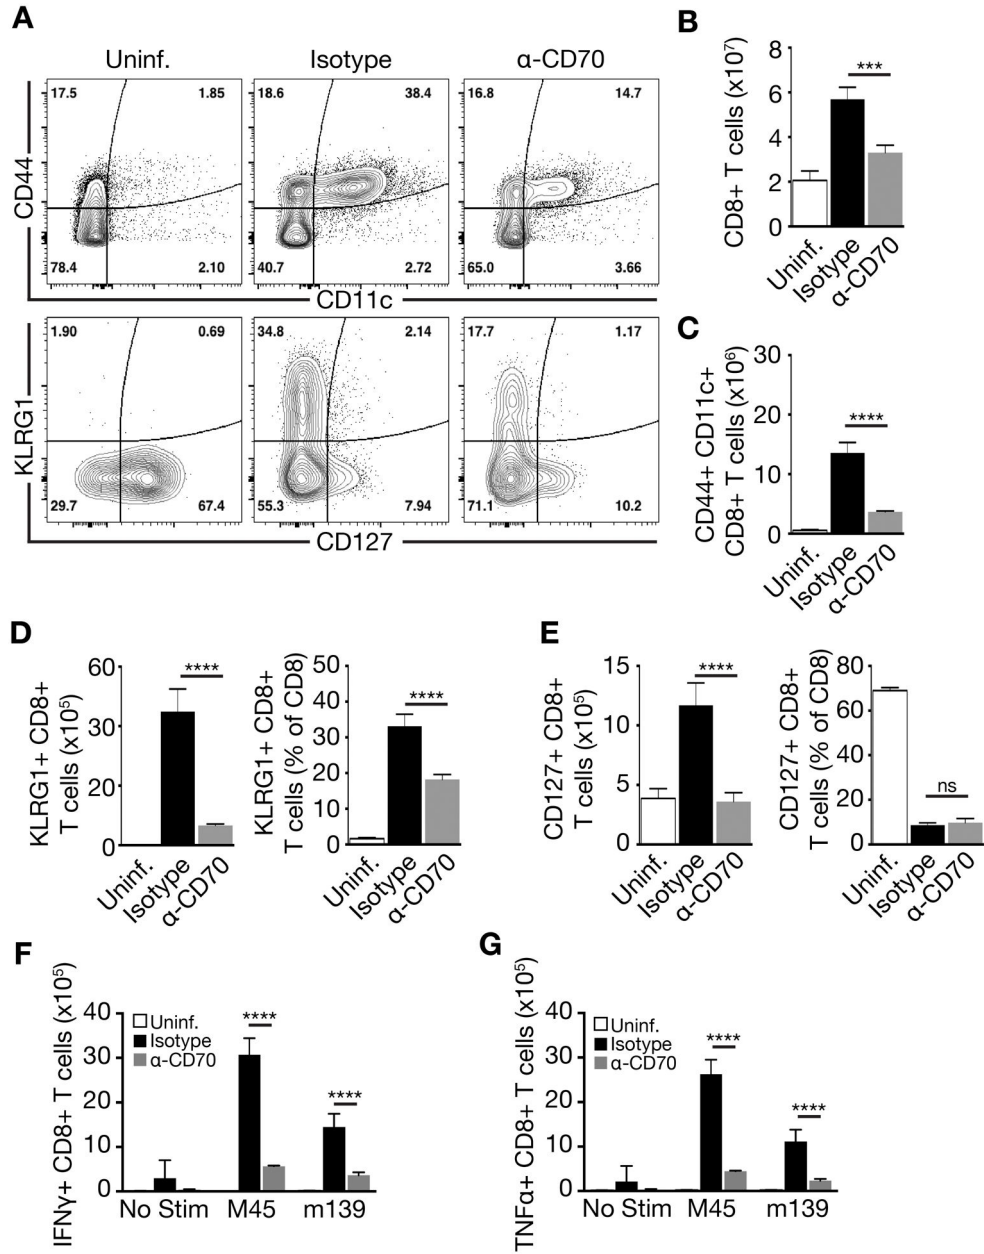 A
Uninf.
Isotype
α-CD70
CD44
17.5
1.85
78.4
2.10
18.6
38.4
40.7
2.72
16.8
14.7
65.0
3.66
CD11c
KLRG1
1.90
0.69
29.7
67.4
34.8
2.14
55.3
7.94
17.7
1.17
71.1
10.2
CD127
B
CD8+ T cells (x10⁷)
8
6
4
2
0
***
Uninf.
Isotype
α-CD70
C
CD44+ CD11c+
CD8+ T cells (x10⁶)
30
20
10
0
****
Uninf.
Isotype
α-CD70
D
KLRG1+ CD8+
T cells (x10⁵)
60
30
20
0
****
Uninf.
Isotype
α-CD70
KLRG1+ CD8+
T cells (% of CD8)
50
40
30
20
10
0
****
Uninf.
Isotype
α-CD70
E
CD127+ CD8+
T cells (x10⁵)
15
10
5
0
****
Uninf.
Isotype
α-CD70
CD127+ CD8+
T cells (% of CD8)
80
60
40
20
0
ns
Uninf.
Isotype
α-CD70
F
IFNγ+ CD8+ T cells (x10⁵)
40
30
20
10
0
Uninf.
Isotype
α-CD70
****
****
No Stim
M45
m139
G
TNFα+ CD8+ T cells (x10⁵)
40
30
20
10
0
Uninf.
Isotype
α-CD70
****
****
No Stim
M45
m139